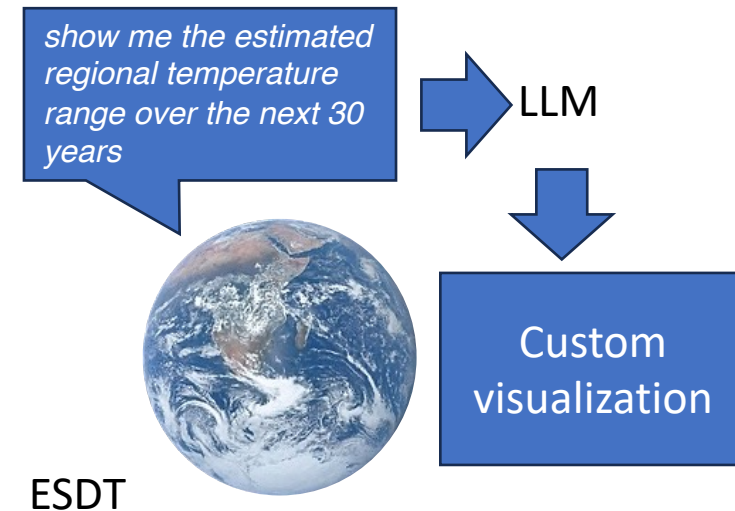 show me the estimated
regional temperature
range over the next 30
years
LLM
Custom
visualization
ESDT